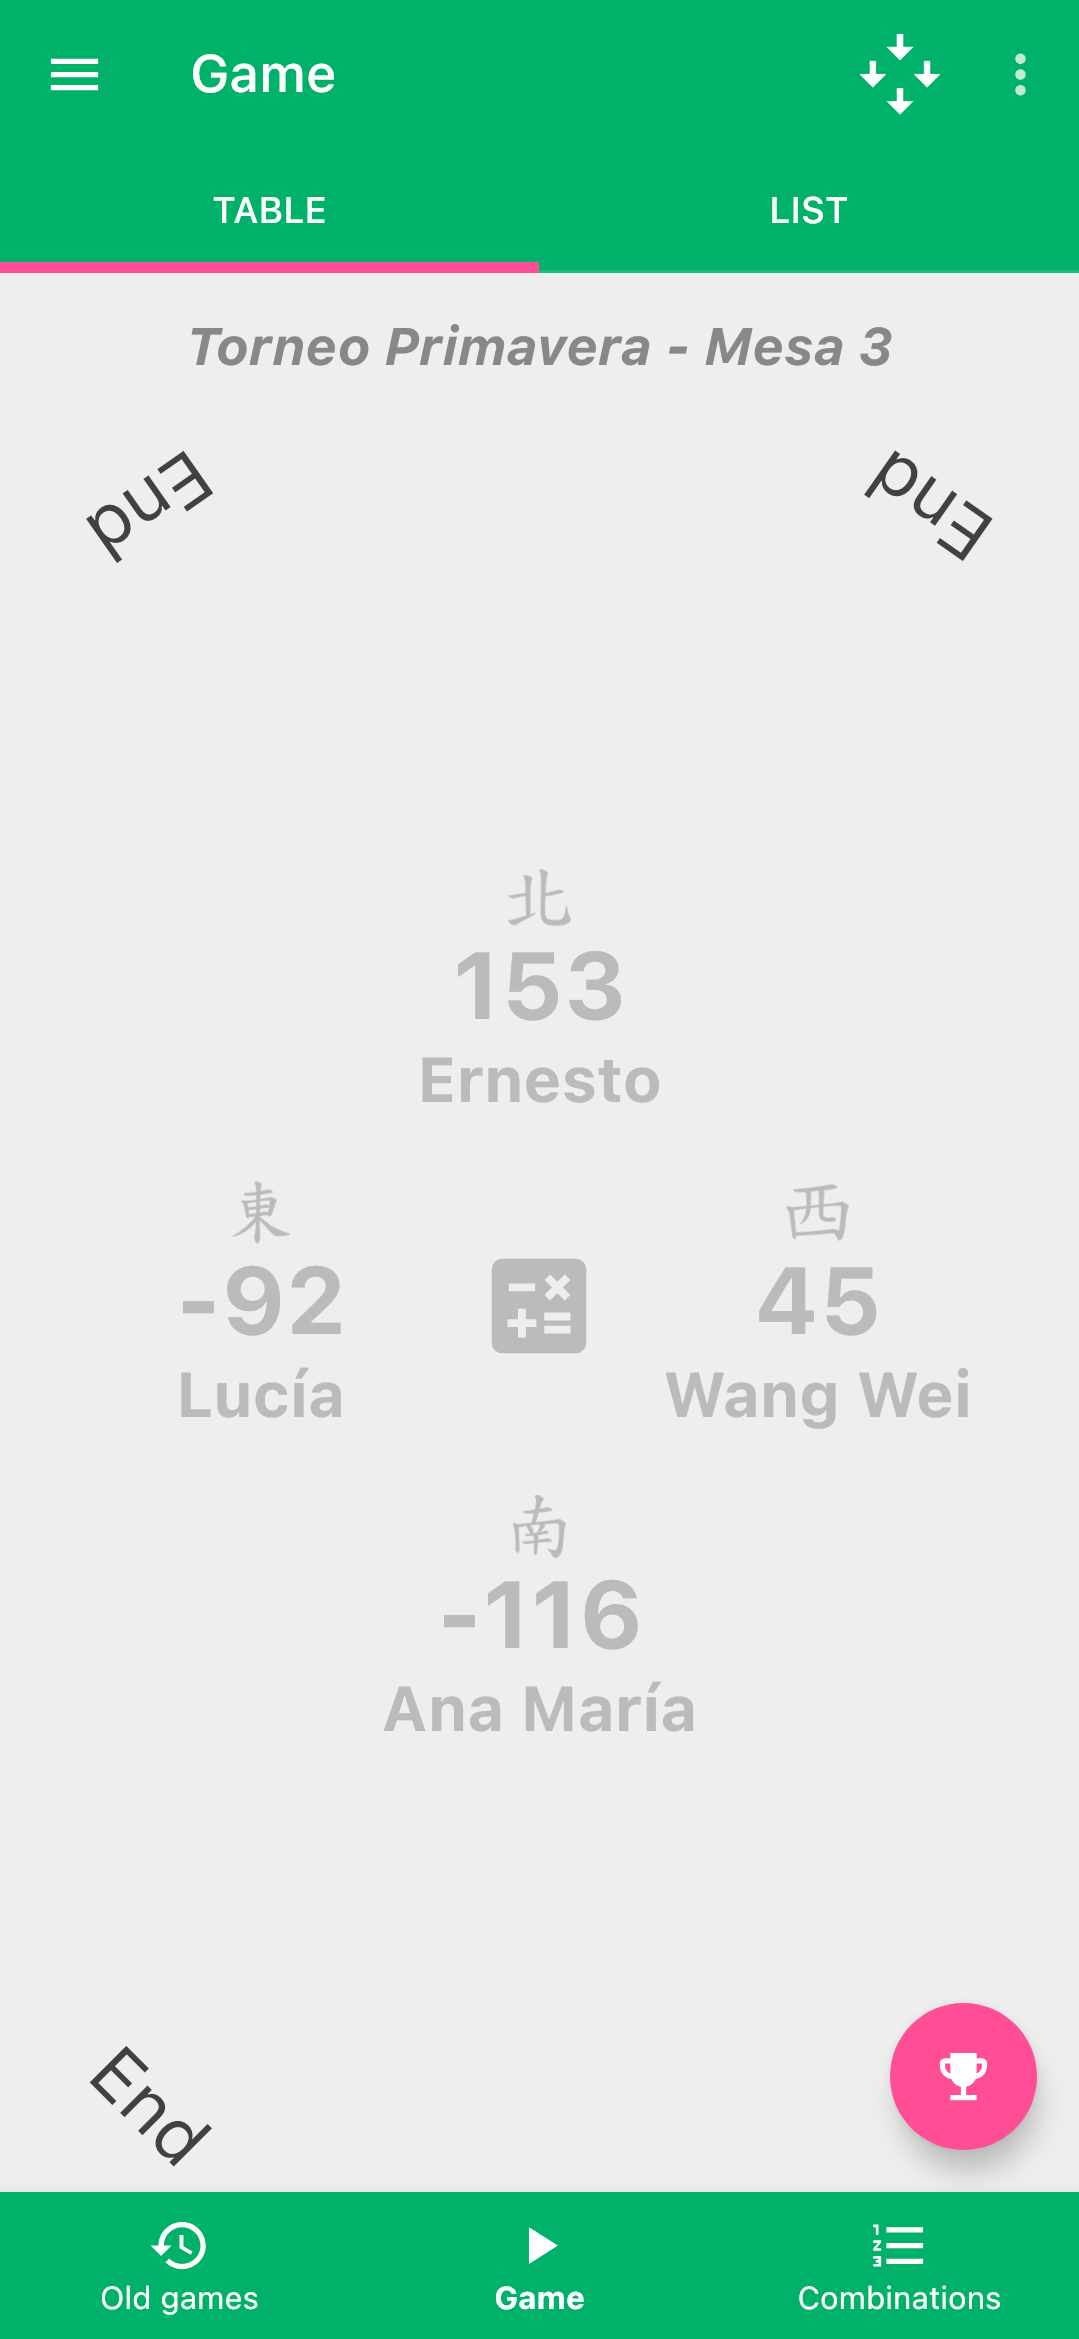 Game
TABLE
LIST
Torneo Primavera - Mesa 3
End
End
北
153
Ernesto
東
-92
Lucía
西
45
Wang Wei
南
-116
Ana María
End
Old games
Game
Combinations